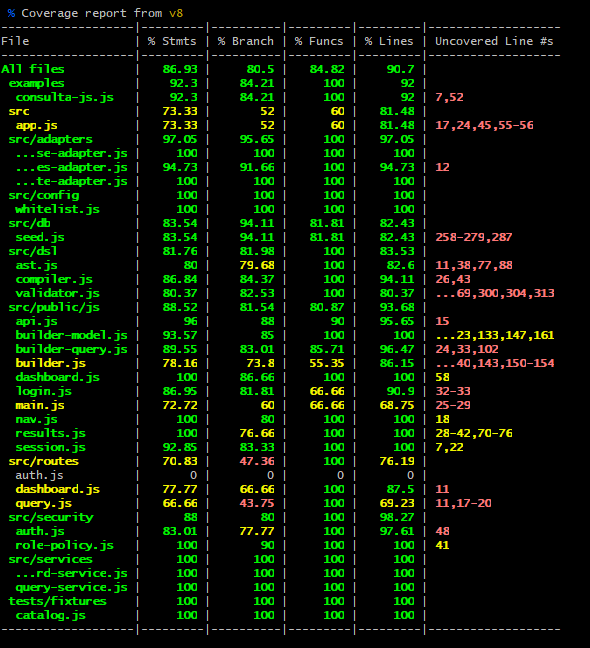 % Coverage report from v8
-------------------|---------|----------|---------|---------|-------------------
File               | % Stmts | % Branch | % Funcs | % Lines | Uncovered Line #s
-------------------|---------|----------|---------|---------|-------------------
All files          |   86.93 |     80.5 |   84.82 |    90.7 |
 examples          |    92.3 |    84.21 |     100 |      92 |
  consulta-js.js   |    92.3 |    84.21 |     100 |      92 | 7,52
 src               |   73.33 |       52 |      60 |   81.48 |
  app.js           |   73.33 |       52 |      60 |   81.48 | 17,24,45,55-56
 src/adapters      |   97.05 |    95.65 |     100 |   97.05 |
  ...se-adapter.js |     100 |      100 |     100 |     100 |
  ...es-adapter.js |   94.73 |    91.66 |     100 |   94.73 | 12
  ...te-adapter.js |     100 |      100 |     100 |     100 |
 src/config        |     100 |      100 |     100 |     100 |
  whitelist.js     |     100 |      100 |     100 |     100 |
 src/db            |   83.54 |    94.11 |   81.81 |   82.43 |
  seed.js          |   83.54 |    94.11 |   81.81 |   82.43 | 258-279,287
 src/dsl           |   81.76 |    81.98 |     100 |   83.53 |
  ast.js           |      80 |    79.68 |     100 |    82.6 | 11,38,77,88
  compiler.js      |   86.84 |    84.37 |     100 |   94.11 | 26,43
  validator.js     |   80.37 |    82.53 |     100 |   80.37 | ...69,300,304,313
 src/public/js     |   88.52 |    81.54 |   80.87 |   93.68 |
  api.js           |      96 |       88 |      90 |   95.65 | 15
  builder-model.js |   93.57 |       85 |     100 |     100 | ...23,133,147,161
  builder-query.js |   89.55 |    83.01 |   85.71 |   96.47 | 24,33,102
  builder.js       |   78.16 |     73.8 |   55.35 |   86.15 | ...40,143,150-154
  dashboard.js     |     100 |    86.66 |     100 |     100 | 58
  login.js         |   86.95 |    81.81 |   66.66 |    90.9 | 32-33
  main.js          |   72.72 |       60 |   66.66 |   68.75 | 25-29
  nav.js           |     100 |       80 |     100 |     100 | 18
  results.js       |     100 |    76.66 |     100 |     100 | 28-42,70-76
  session.js       |   92.85 |    83.33 |     100 |     100 | 7,22
 src/routes        |   70.83 |    47.36 |     100 |   76.19 |
  auth.js          |       0 |        0 |       0 |       0 |
  dashboard.js     |   77.77 |    66.66 |     100 |    87.5 | 11
  query.js         |   66.66 |    43.75 |     100 |   69.23 | 11,17-20
 src/security      |      88 |       80 |     100 |   98.27 |
  auth.js          |   83.01 |    77.77 |     100 |   97.61 | 48
  role-policy.js   |     100 |       90 |     100 |     100 | 41
 src/services      |     100 |      100 |     100 |     100 |
  ...rd-service.js |     100 |      100 |     100 |     100 |
  query-service.js |     100 |      100 |     100 |     100 |
 tests/fixtures    |     100 |      100 |     100 |     100 |
  catalog.js       |     100 |      100 |     100 |     100 |
-------------------|---------|----------|---------|---------|-------------------